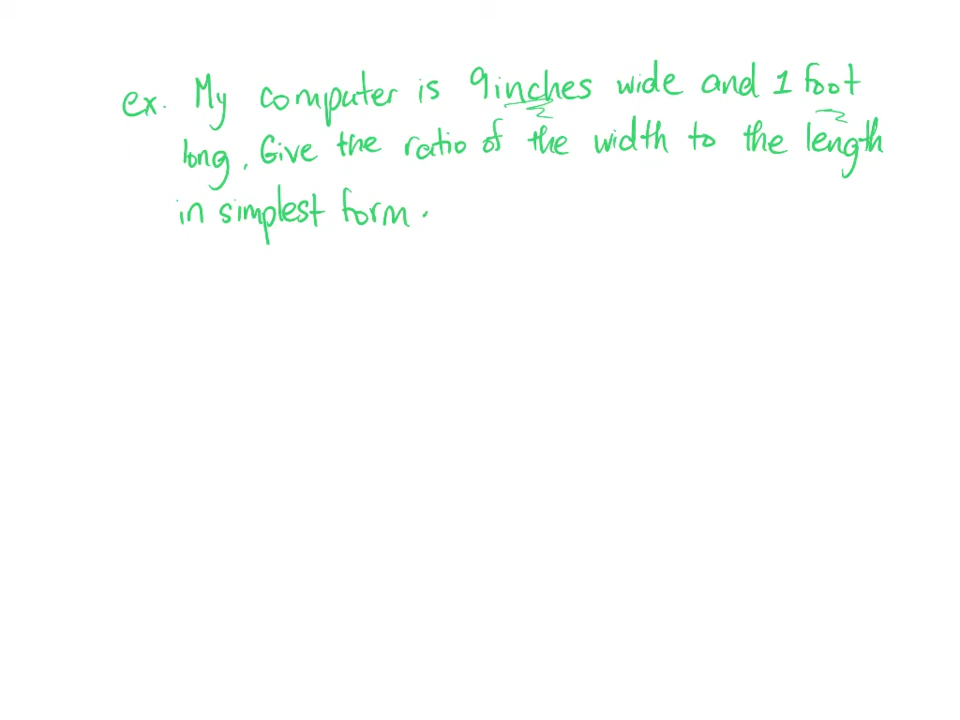 ex. My computer is 9 inches wide and 1 foot
long. Give the ratio of the width to the length
in simplest form.